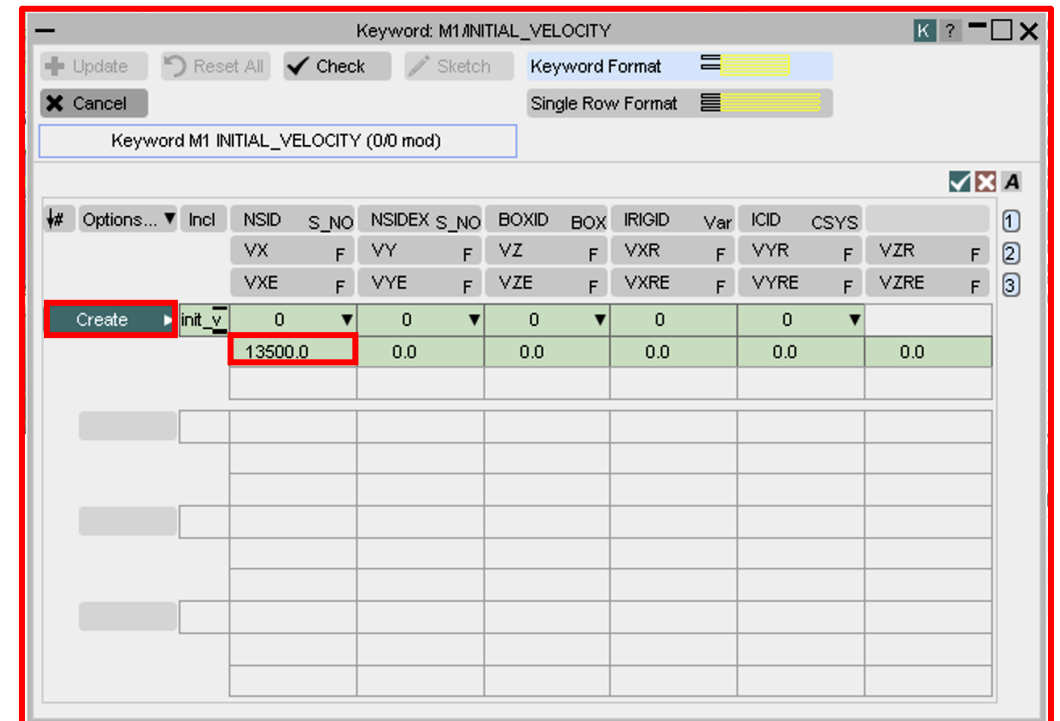 Keyword: M1/INITIAL_VELOCITY K ?
Update Reset All Check Sketch Keyword Format
Cancel Single Row Format
Keyword M1 INITIAL_VELOCITY (0/0 mod)
A
# Options... Incl NSID S_NO NSIDEX S_NO BOXID BOX IRIGID Var ICID CSYS 1
VX F VY F VZ F VXR F VYR F VZR F 2
VXE F VYE F VZE F VXRE F VYRE F VZRE F 3
Create init_v 0 0 0 0 0
13500.0 0.0 0.0 0.0 0.0 0.0